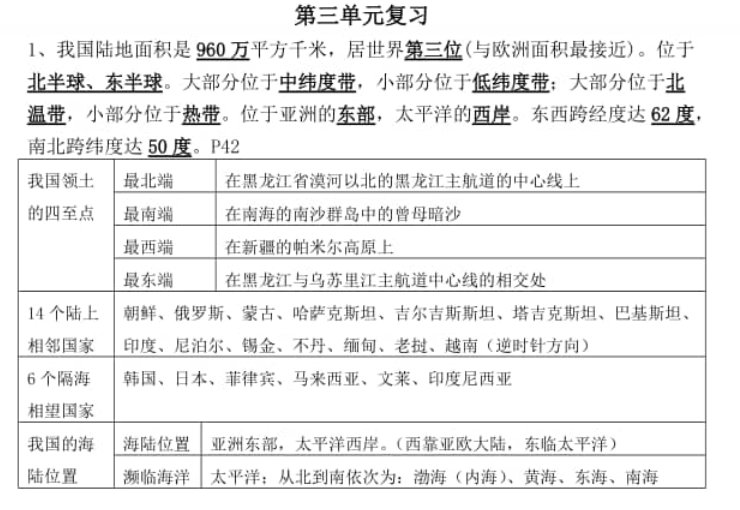 第三单元复习
1、我国陆地面积是 960 万平方千米，居世界第三位(与欧洲面积最接近)。位于
北半球、东半球。大部分位于中纬度带，小部分位于低纬度带；大部分位于北
温带，小部分位于热带。位于亚洲的东部，太平洋的西岸。东西跨经度达 62 度，
南北跨纬度达 50 度。P42
我国领土
的四至点
最北端 在黑龙江省漠河以北的黑龙江主航道的中心线上
最南端 在南海的南沙群岛中的曾母暗沙
最西端 在新疆的帕米尔高原上
最东端 在黑龙江与乌苏里江主航道中心线的相交处
14 个陆上
相邻国家
朝鲜、俄罗斯、蒙古、哈萨克斯坦、吉尔吉斯斯坦、塔吉克斯坦、巴基斯坦、
印度、尼泊尔、锡金、不丹、缅甸、老挝、越南（逆时针方向）
6 个隔海
相望国家
韩国、日本、菲律宾、马来西亚、文莱、印度尼西亚
我国的海
陆位置
海陆位置 亚洲东部，太平洋西岸。（西靠亚欧大陆，东临太平洋）
濒临海洋 太平洋；从北到南依次为：渤海（内海）、黄海、东海、南海